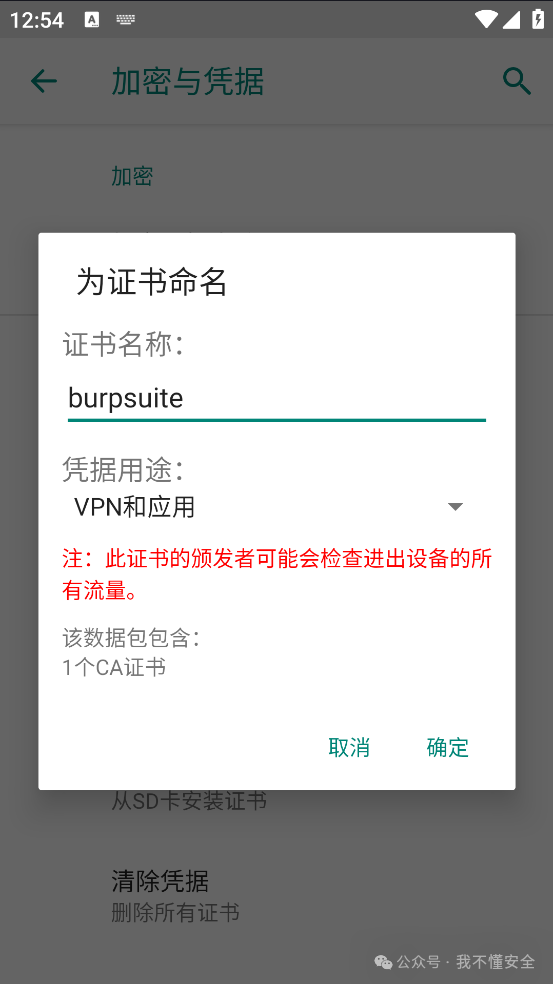 12:54
加密与凭据
加密
为证书命名
证书名称：
burpsuite
凭据用途：
VPN和应用
注：此证书的颁发者可能会检查进出设备的所
有流量。
该数据包包含：
1个CA证书
取消
确定
从SD卡安装证书
清除凭据
删除所有证书
公众号 · 我不懂安全